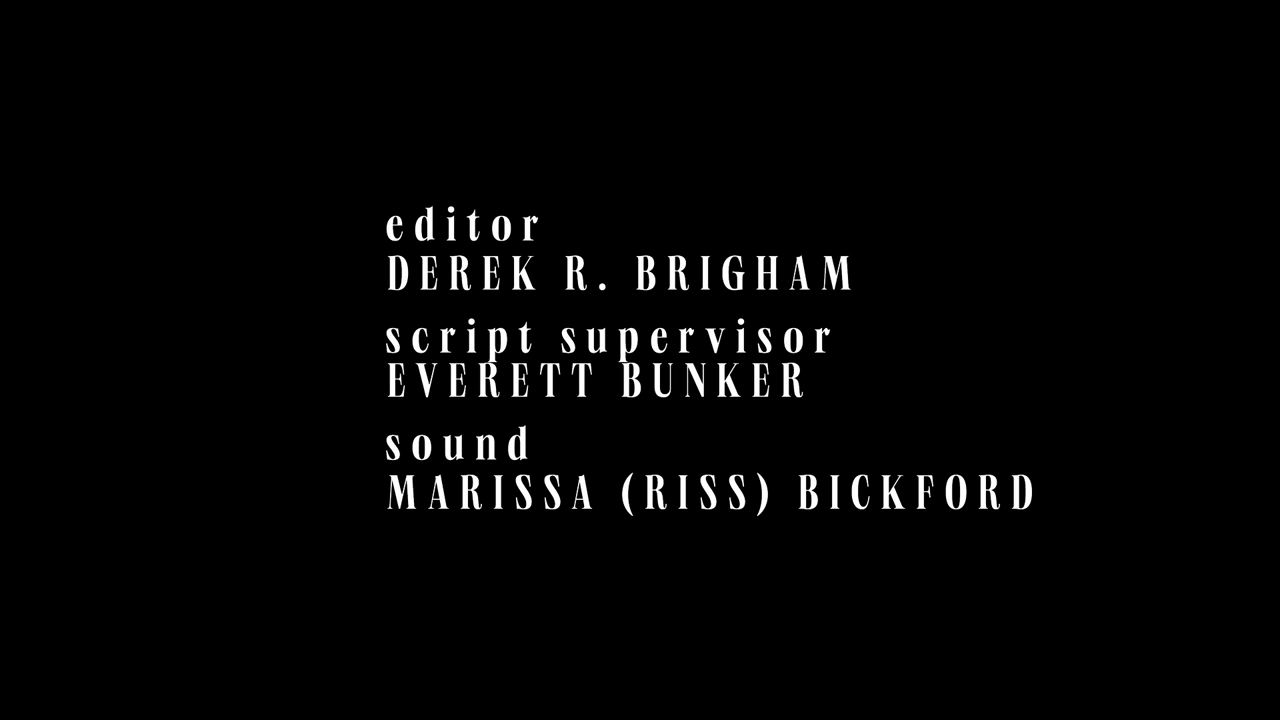 editor
DEREK R. BRIGHAM
script supervisor
EVERETT BUNKER
sound
MARISSA (RISS) BICKFORD